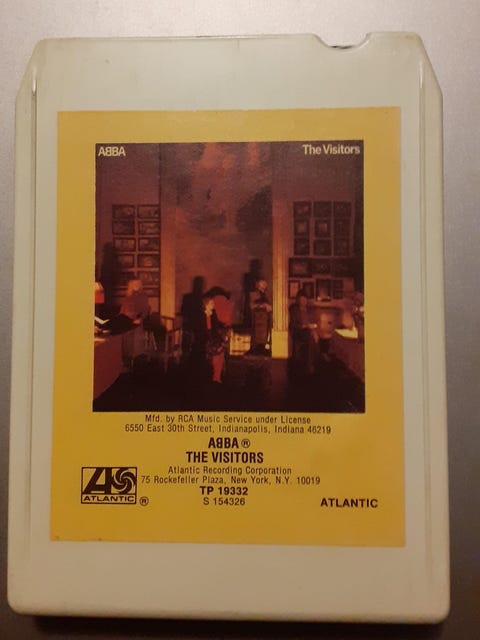 ABBA
The Visitors
Mfd. by RCA Music Service under License
6550 East 30th Street, Indianapolis, Indiana 46219
ABBA ®
THE VISITORS
Atlantic Recording Corporation
75 Rockefeller Plaza, New York, N.Y. 10019
TP 19332
S 154326
ATLANTIC ®
ATLANTIC